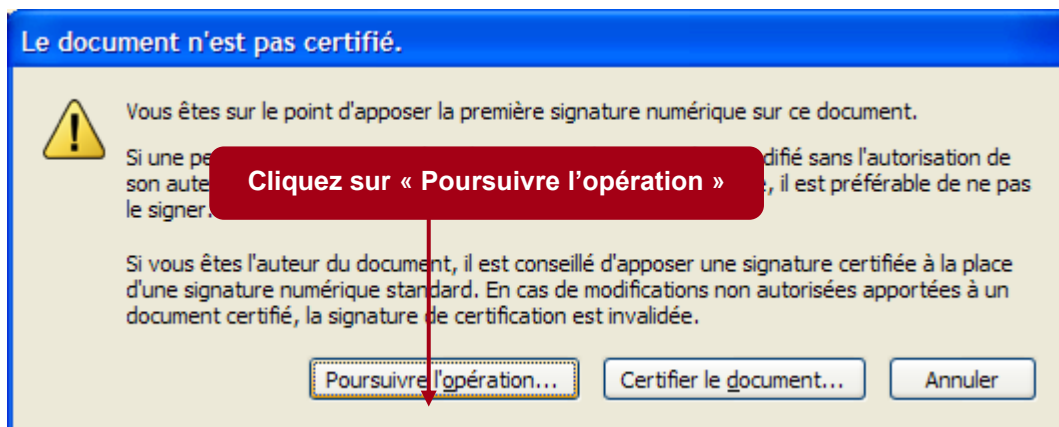 Le document n'est pas certifié.
Vous êtes sur le point d'apposer la première signature numérique sur ce document.
Si une difié sans l'autorisation de
son il est préférable de ne pas
le signer.
Cliquez sur « Poursuivre l'opération »
Si vous êtes l'auteur du document, il est conseillé d'apposer une signature certifiée à la place
d'une signature numérique standard. En cas de modifications non autorisées apportées à un
document certifié, la signature de certification est invalidée.
Poursuivre l'opération... Certifier le document... Annuler